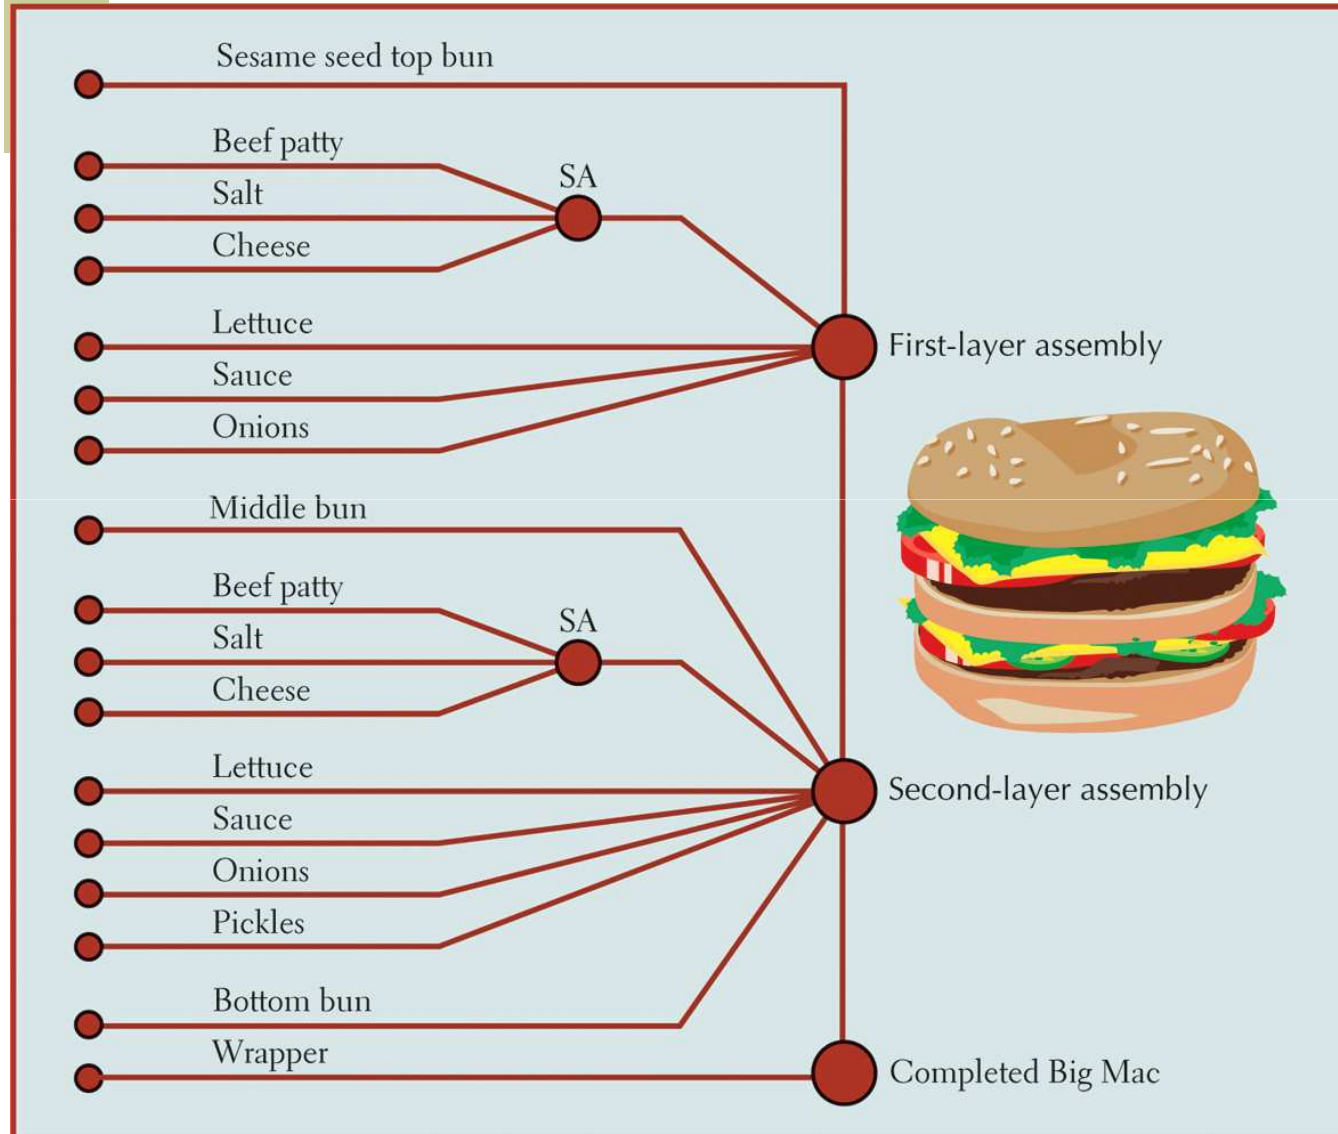 Sesame seed top bun
Beef patty
SA
Salt
Cheese
Lettuce
First-layer assembly
Sauce
Onions
Middle bun
Beef patty
SA
Salt
Cheese
Lettuce
Second-layer assembly
Sauce
Onions
Pickles
Bottom bun
Wrapper
Completed Big Mac